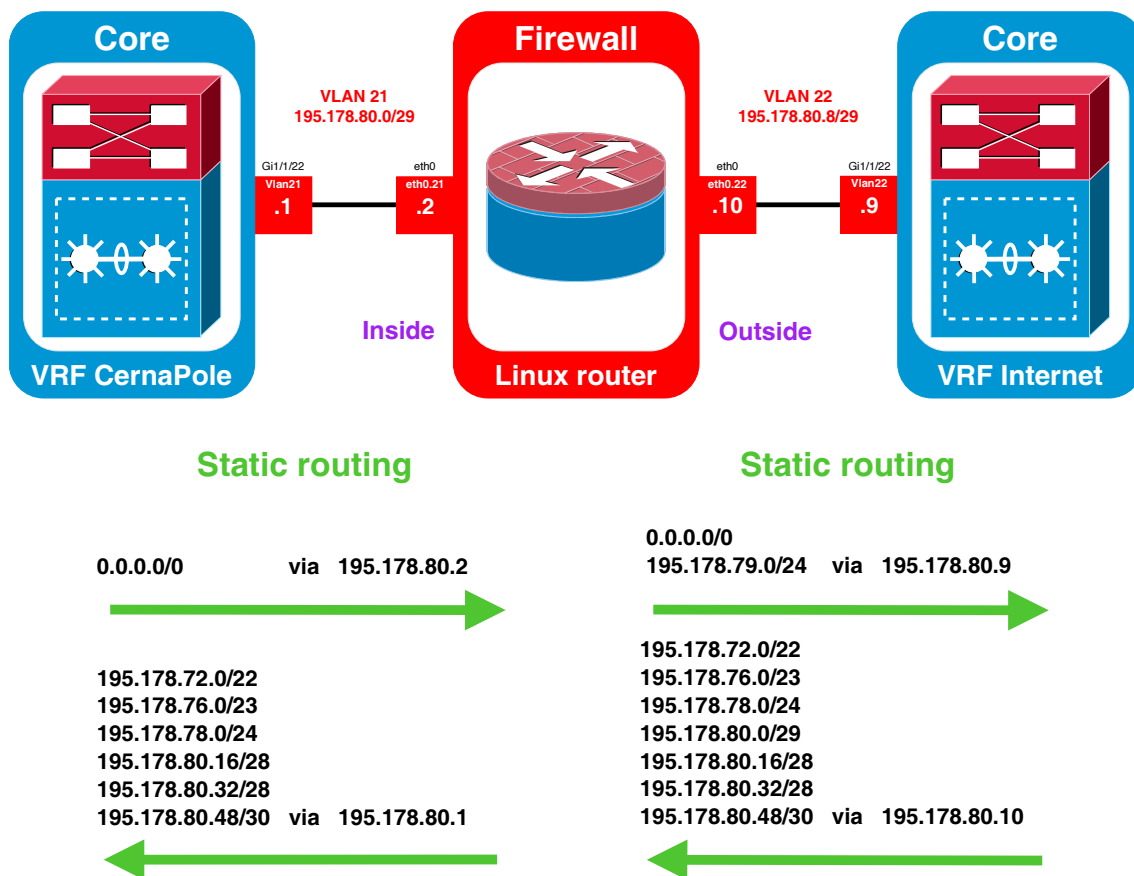 Core
Firewall
Core
VLAN 21
195.178.80.0/29
VLAN 22
195.178.80.8/29
Gi1/1/22
Vlan21
.1
eth0
eth0.21
.2
eth0
eth0.22
.10
Gi1/1/22
Vlan22
.9
Inside
Outside
VRF CernaPole
Linux router
VRF Internet
Static routing
0.0.0.0/0 via 195.178.80.2
195.178.72.0/22
195.178.76.0/23
195.178.78.0/24
195.178.80.16/28
195.178.80.32/28
195.178.80.48/30 via 195.178.80.1
Static routing
0.0.0.0/0
195.178.79.0/24 via 195.178.80.9
195.178.72.0/22
195.178.76.0/23
195.178.78.0/24
195.178.80.0/29
195.178.80.16/28
195.178.80.32/28
195.178.80.48/30 via 195.178.80.10